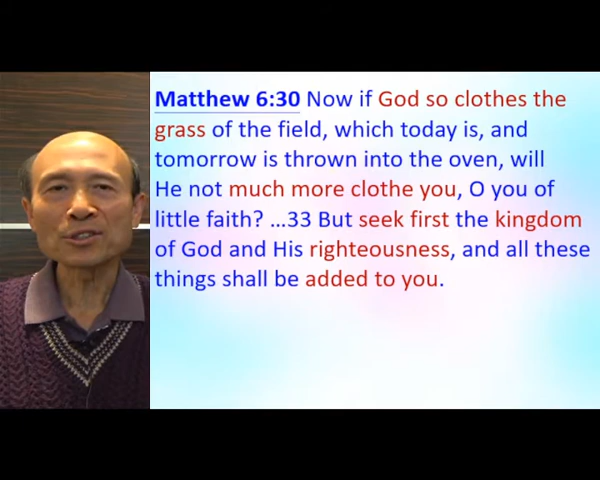 Matthew 6:30 Now if God so clothes the
grass of the field, which today is, and
tomorrow is thrown into the oven, will
He not much more clothe you, O you of
little faith? …33 But seek first the kingdom
of God and His righteousness, and all these
things shall be added to you.